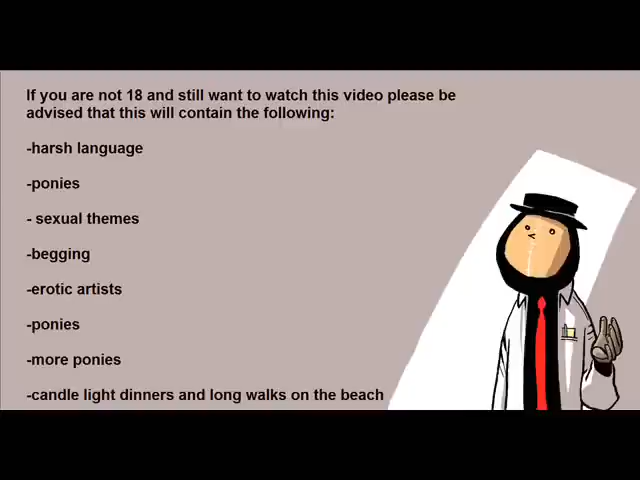 If you are not 18 and still want to watch this video please be
advised that this will contain the following:
-harsh language
-ponies
- sexual themes
-begging
-erotic artists
-ponies
-more ponies
-candle light dinners and long walks on the beach